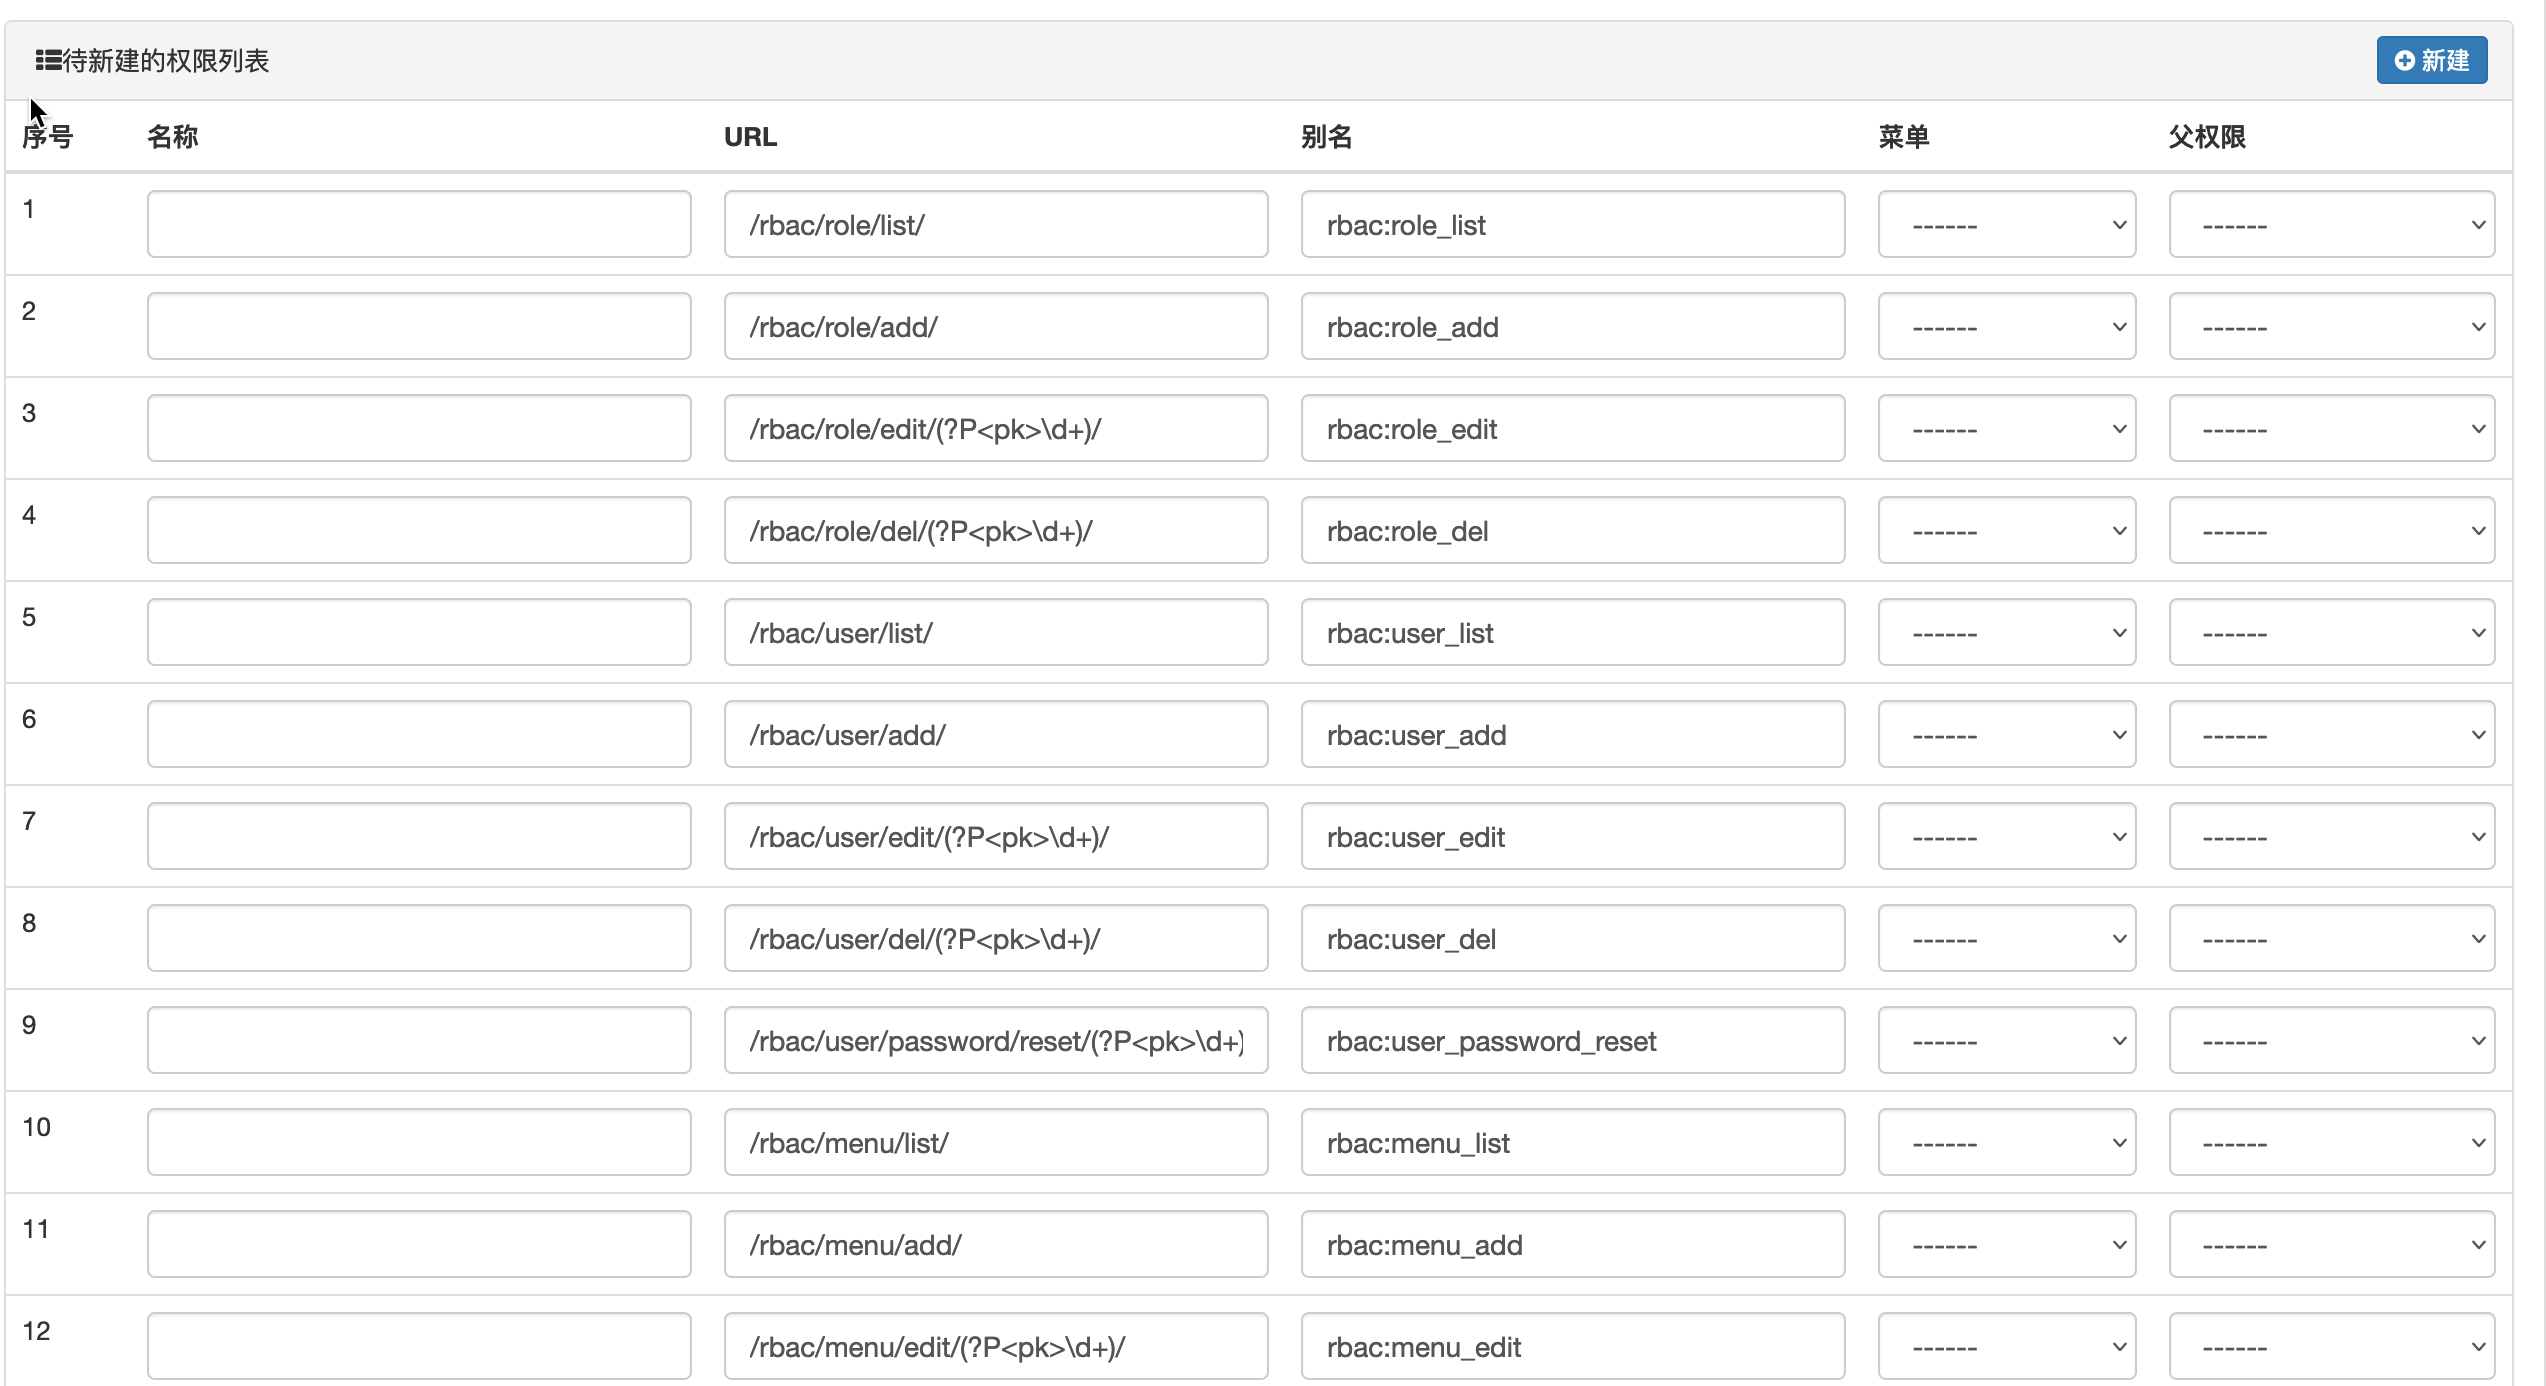 待新建的权限列表 新建
序号 名称 URL 别名 菜单 父权限
1 /rbac/role/list/ rbac:role_list ------ ------
2 /rbac/role/add/ rbac:role_add ------ ------
3 /rbac/role/edit/(?P<pk>\d+)/ rbac:role_edit ------ ------
4 /rbac/role/del/(?P<pk>\d+)/ rbac:role_del ------ ------
5 /rbac/user/list/ rbac:user_list ------ ------
6 /rbac/user/add/ rbac:user_add ------ ------
7 /rbac/user/edit/(?P<pk>\d+)/ rbac:user_edit ------ ------
8 /rbac/user/del/(?P<pk>\d+)/ rbac:user_del ------ ------
9 /rbac/user/password/reset/(?P<pk>\d+) rbac:user_password_reset ------ ------
10 /rbac/menu/list/ rbac:menu_list ------ ------
11 /rbac/menu/add/ rbac:menu_add ------ ------
12 /rbac/menu/edit/(?P<pk>\d+)/ rbac:menu_edit ------ ------